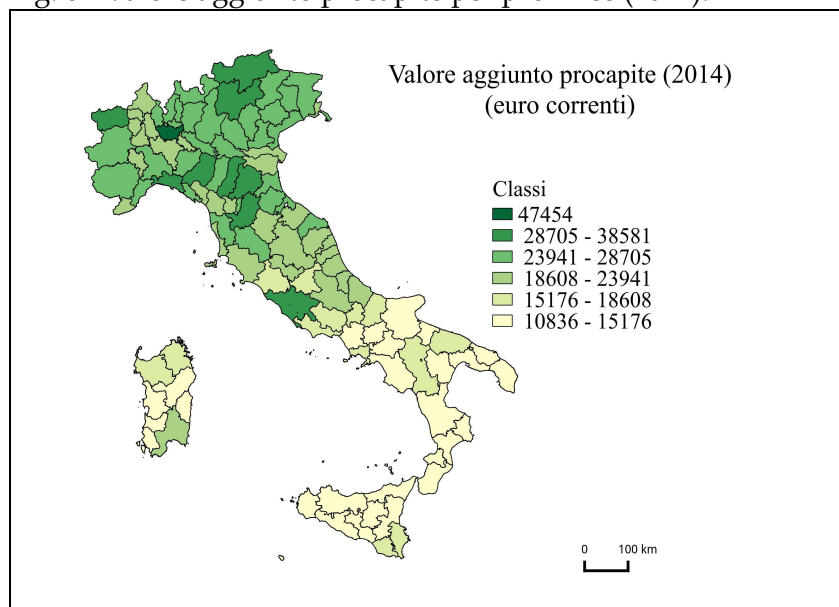 Valore aggiunto procapite (2014)
(euro correnti)
Classi
47454
28705 - 38581
23941 - 28705
18608 - 23941
15176 - 18608
10836 - 15176
0 100 km